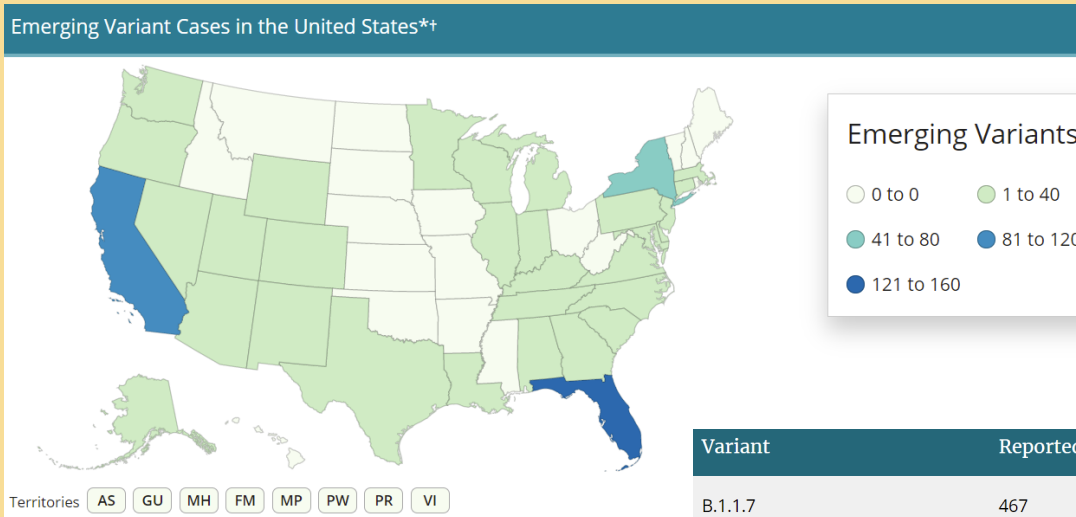 Emerging Variant Cases in the United States*†
Emerging Variants
0 to 0
1 to 40
41 to 80
81 to 120
121 to 160
Territories
AS GU MH FM MP PW PR VI
Variant Reported
B.1.1.7 467